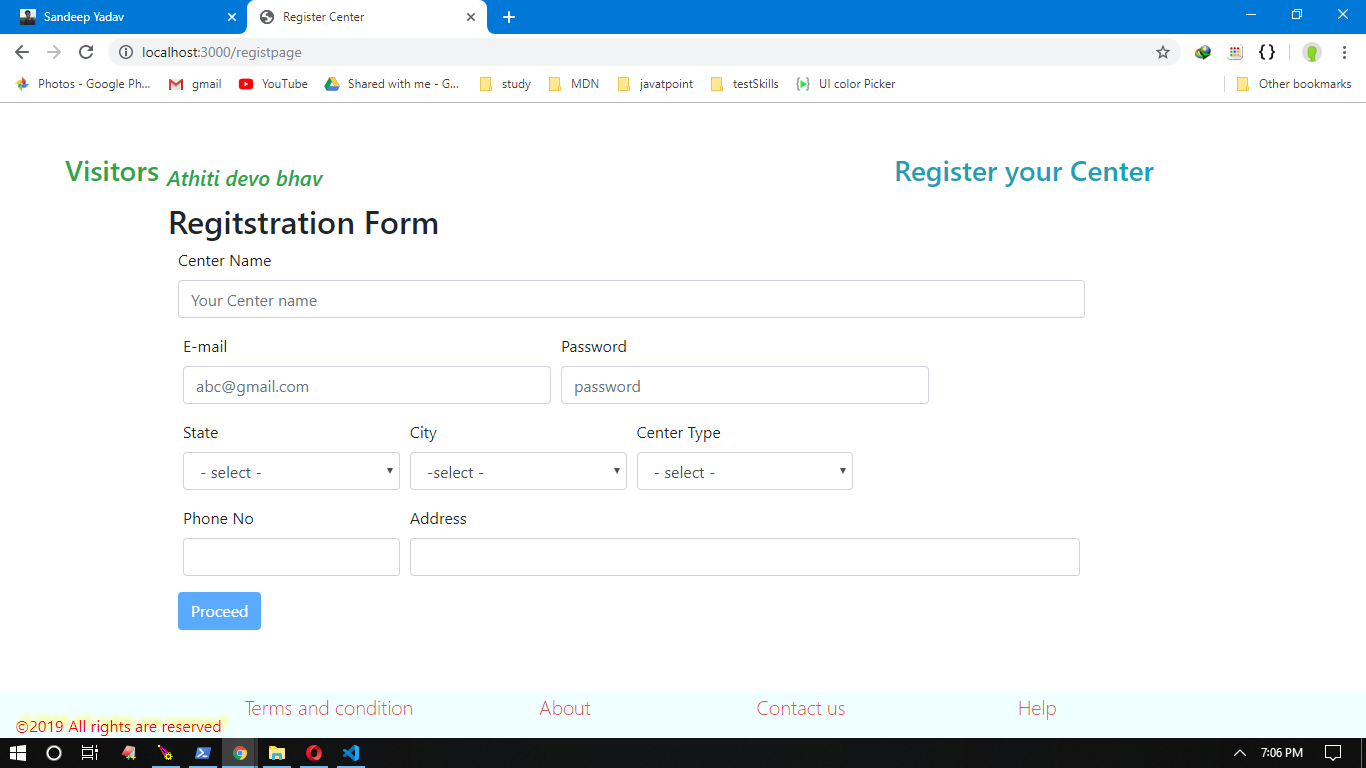 Sandeep Yadav
Register Center
localhost:3000/registpage
Photos - Google Ph... gmail YouTube Shared with me - G... study MDN javatpoint testSkills UI color Picker Other bookmarks
Visitors Athiti devo bhav Register your Center
Regitstration Form
Center Name
Your Center name
E-mail Password
abc@gmail.com password
State City Center Type
- select - -select - - select -
Phone No Address
Proceed
Terms and condition About Contact us Help
©2019 All rights are reserved
7:06 PM